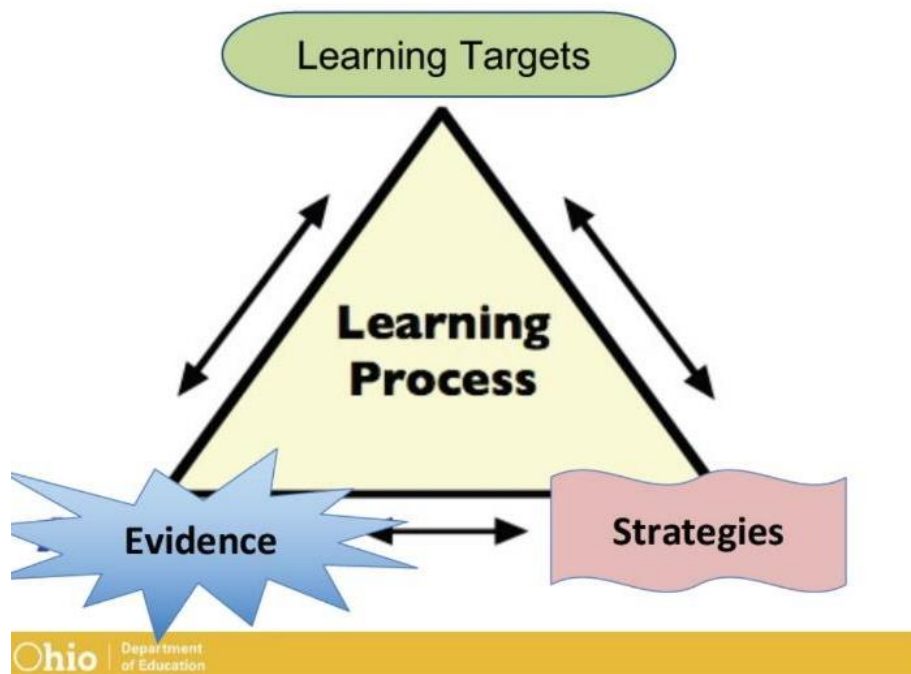 Learning Targets
Learning
Process
Evidence
Strategies
Ohio
Department
of Education